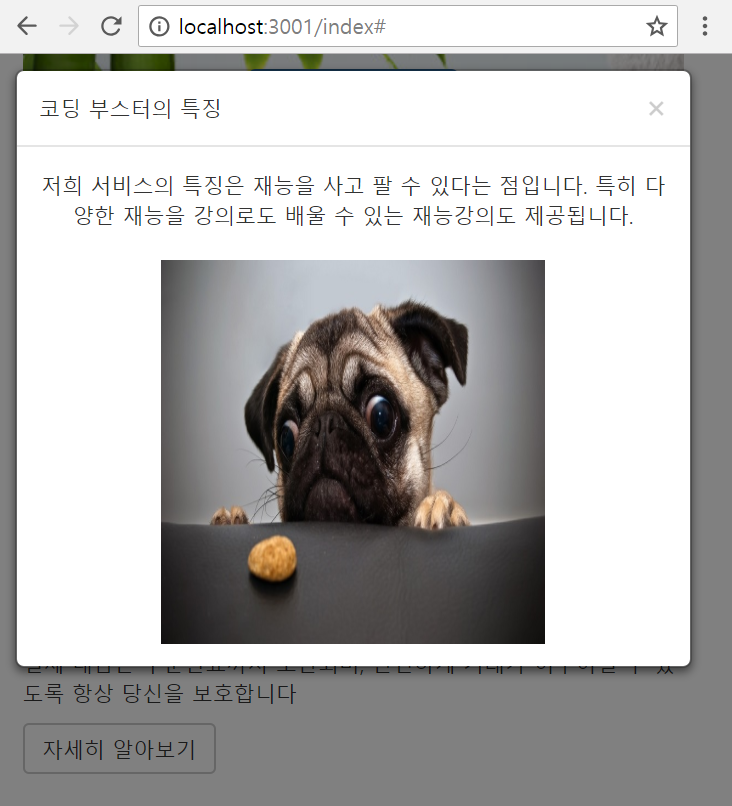 localhost:3001/index#
코딩 부스터의 특징
×
저희 서비스의 특징은 재능을 사고 팔 수 있다는 점입니다. 특히 다
양한 재능을 강의로도 배울 수 있는 재능강의도 제공됩니다.
도록 항상 당신을 보호합니다
자세히 알아보기